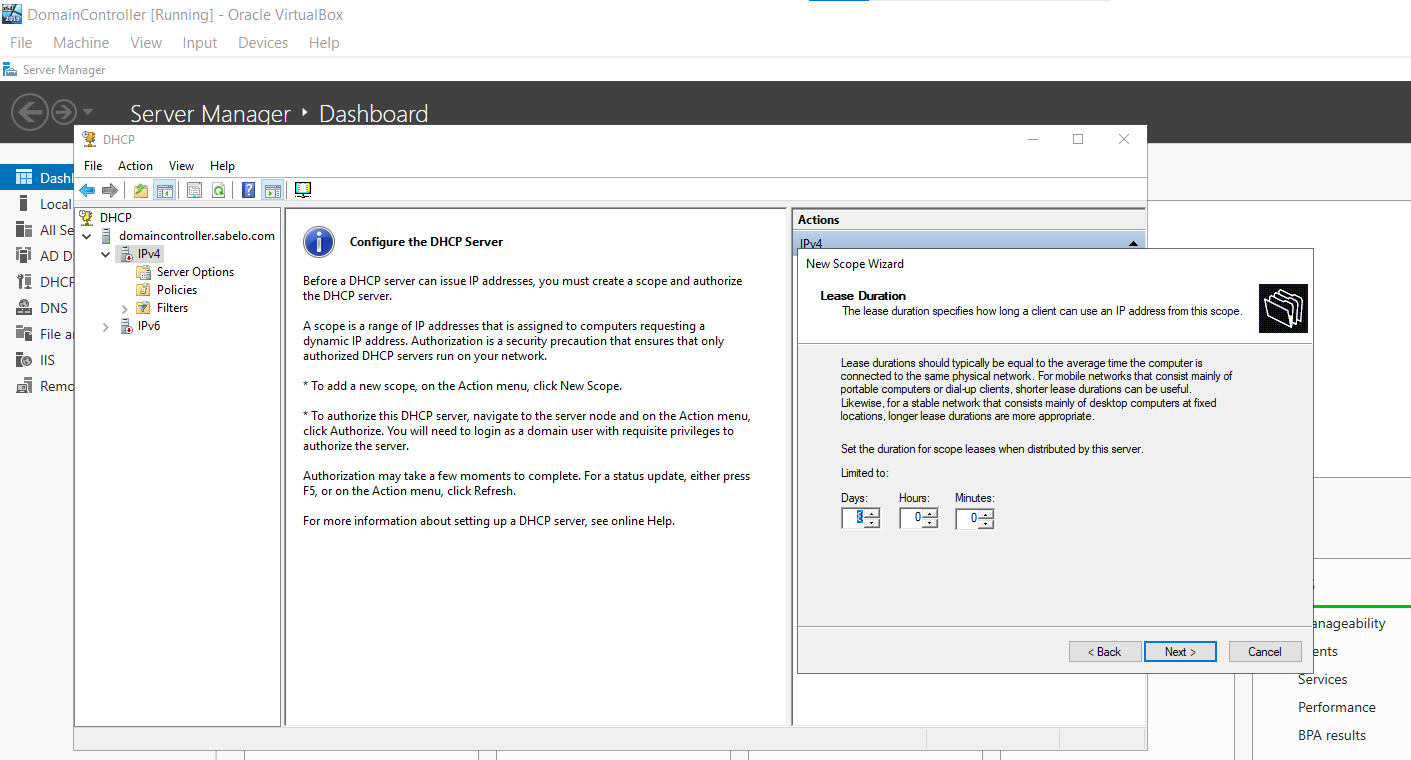 DomainController [Running] - Oracle VirtualBox
File Machine View Input Devices Help
Server Manager
Server Manager Dashboard
DHCP
File Action View Help
Dash
Local
All Se
AD D
DHCP
DNS
File a
IIS
Remo
DHCP
domaincontroller.sabelo.com
IPv4
Server Options
Policies
Filters
IPv6
Configure the DHCP Server
Before a DHCP server can issue IP addresses, you must create a scope and authorize
the DHCP server.
A scope is a range of IP addresses that is assigned to computers requesting a
dynamic IP address. Authorization is a security precaution that ensures that only
authorized DHCP servers run on your network.
* To add a new scope, on the Action menu, click New Scope.
* To authorize this DHCP server, navigate to the server node and on the Action menu,
click Authorize. You will need to login as a domain user with requisite privileges to
authorize the server.
Authorization may take a few moments to complete. For a status update, either press
F5, or on the Action menu, click Refresh.
For more information about setting up a DHCP server, see online Help.
Actions
IPv4
New Scope Wizard
Lease Duration
The lease duration specifies how long a client can use an IP address from this scope.
Lease durations should typically be equal to the average time the computer is
connected to the same physical network. For mobile networks that consist mainly of
portable computers or dial-up clients, shorter lease durations can be useful.
Likewise, for a stable network that consists mainly of desktop computers at fixed
locations, longer lease durations are more appropriate.
Set the duration for scope leases when distributed by this server.
Limited to:
Days: Hours: Minutes:
0 0
< Back Next > Cancel
anageability
ents
Services
Performance
BPA results